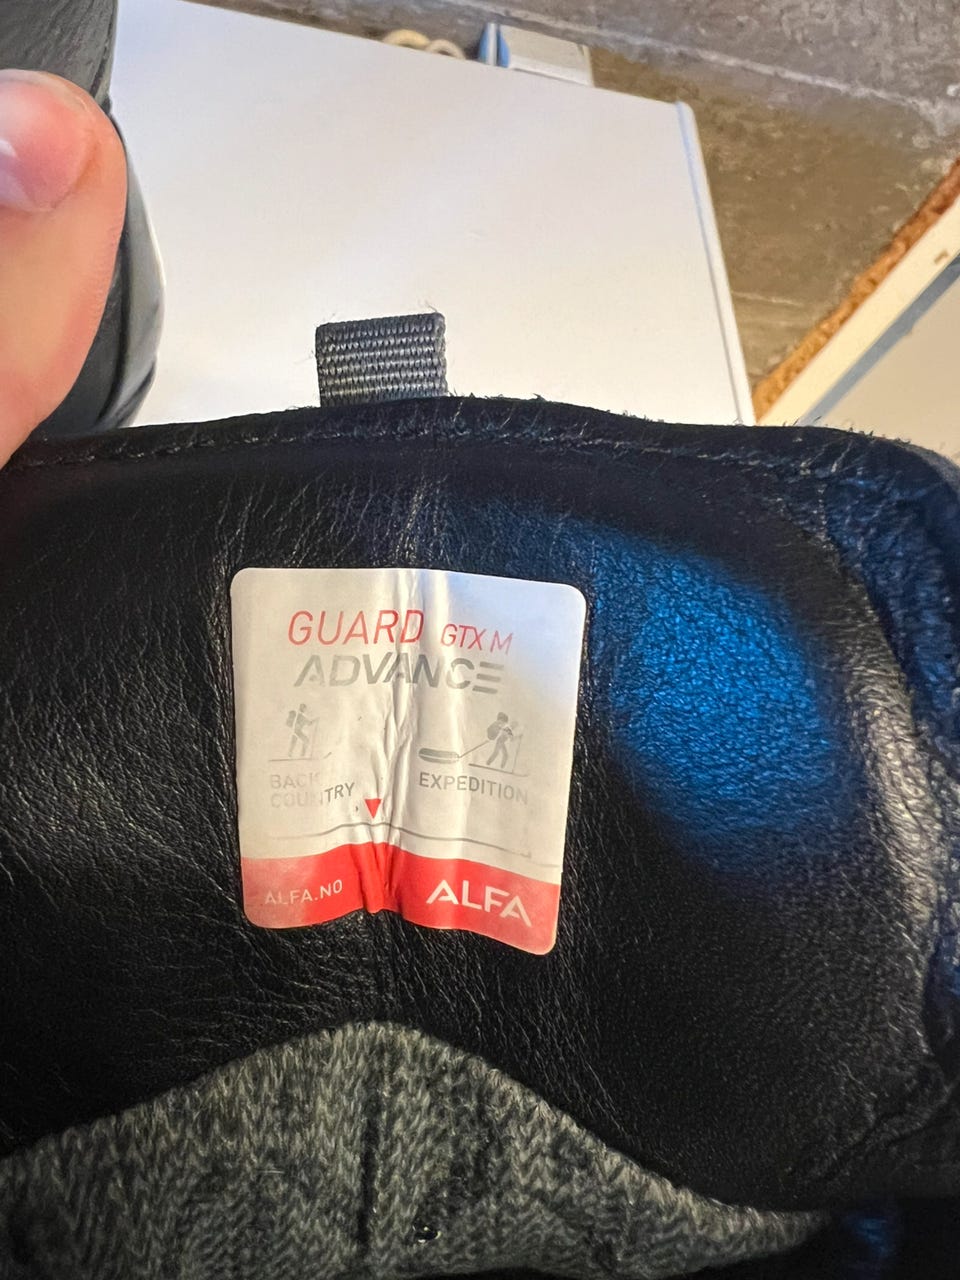 GUARD GTX M
ADVANCE
BACK
COUNTRY
EXPEDITION
ALFA.NO
ALFA